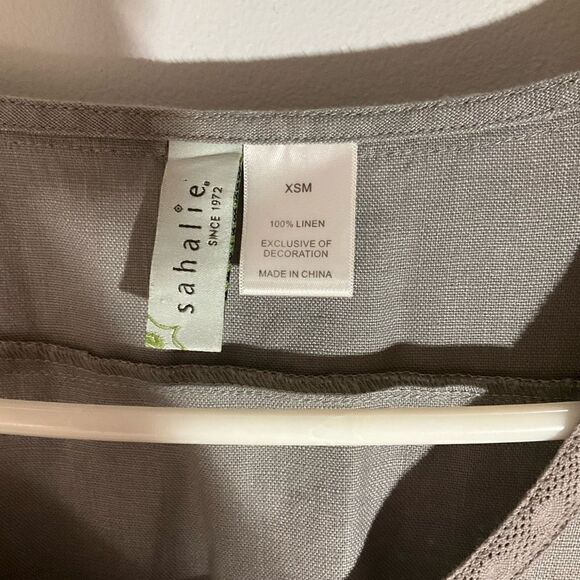 sahalie
SINCE 1972
XSM
100% LINEN
EXCLUSIVE OF
DECORATION
MADE IN CHINA